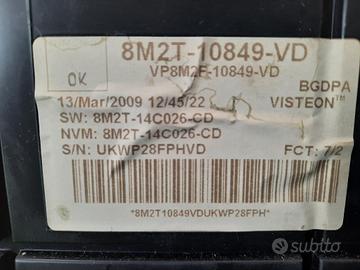 8M2T-10849-VD
VP8M2F-10849-VD
OK
BGDPA
13/Mar/2009 12/45/22
VISTEON™
SW: 8M2T-14C026-CD
NVM: 8M2T-14C026-CD
S/N: UKWP28FPHVD
FCT: 7/2
*8M2T10849VDUKWP28FPH*
subito